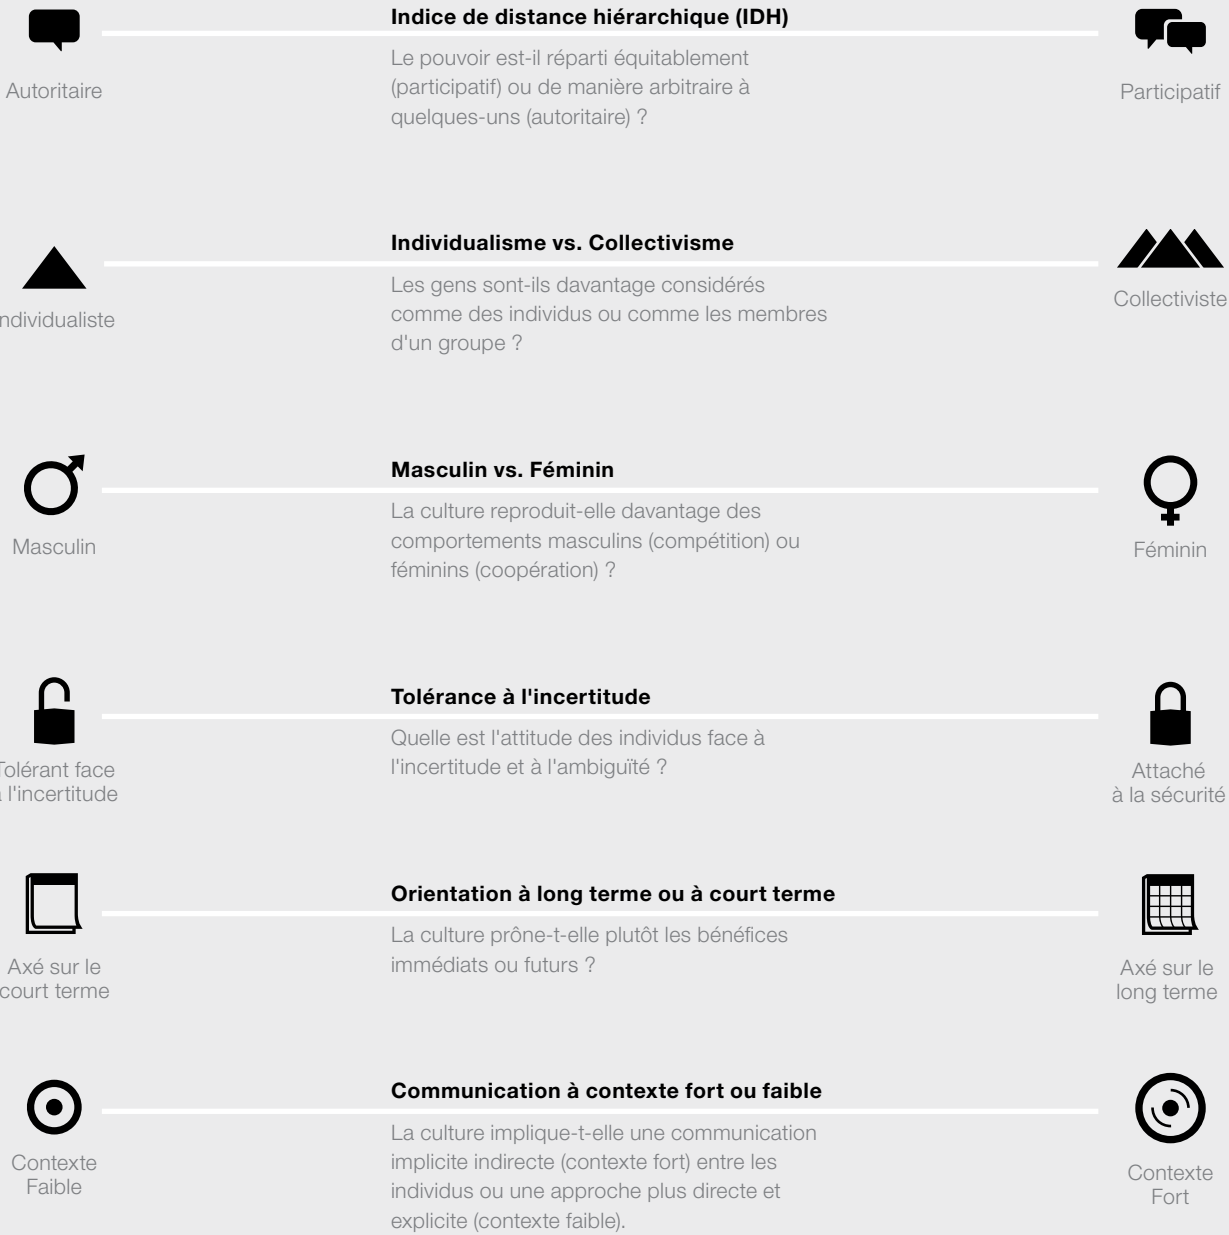 Indice de distance hiérarchique (IDH)
Le pouvoir est-il réparti équitablement
(participatif) ou de manière arbitraire à
quelques-uns (autoritaire) ?
Autoritaire
Participatif
Individualisme vs. Collectivisme
Les gens sont-ils davantage considérés
comme des individus ou comme les membres
d'un groupe ?
ndividualiste
Collectiviste
Masculin vs. Féminin
La culture reproduit-elle davantage des
comportements masculins (compétition) ou
féminins (coopération) ?
Masculin
Féminin
Tolérance à l'incertitude
Quelle est l'attitude des individus face à
l'incertitude et à l'ambiguïté ?
Tolérant face
à l'incertitude
Attaché
à la sécurité
Orientation à long terme ou à court terme
La culture prône-t-elle plutôt les bénéfices
immédiats ou futurs ?
Axé sur le
court terme
Axé sur le
long terme
Communication à contexte fort ou faible
La culture implique-t-elle une communication
implicite indirecte (contexte fort) entre les
individus ou une approche plus directe et
explicite (contexte faible).
Contexte
Faible
Contexte
Fort